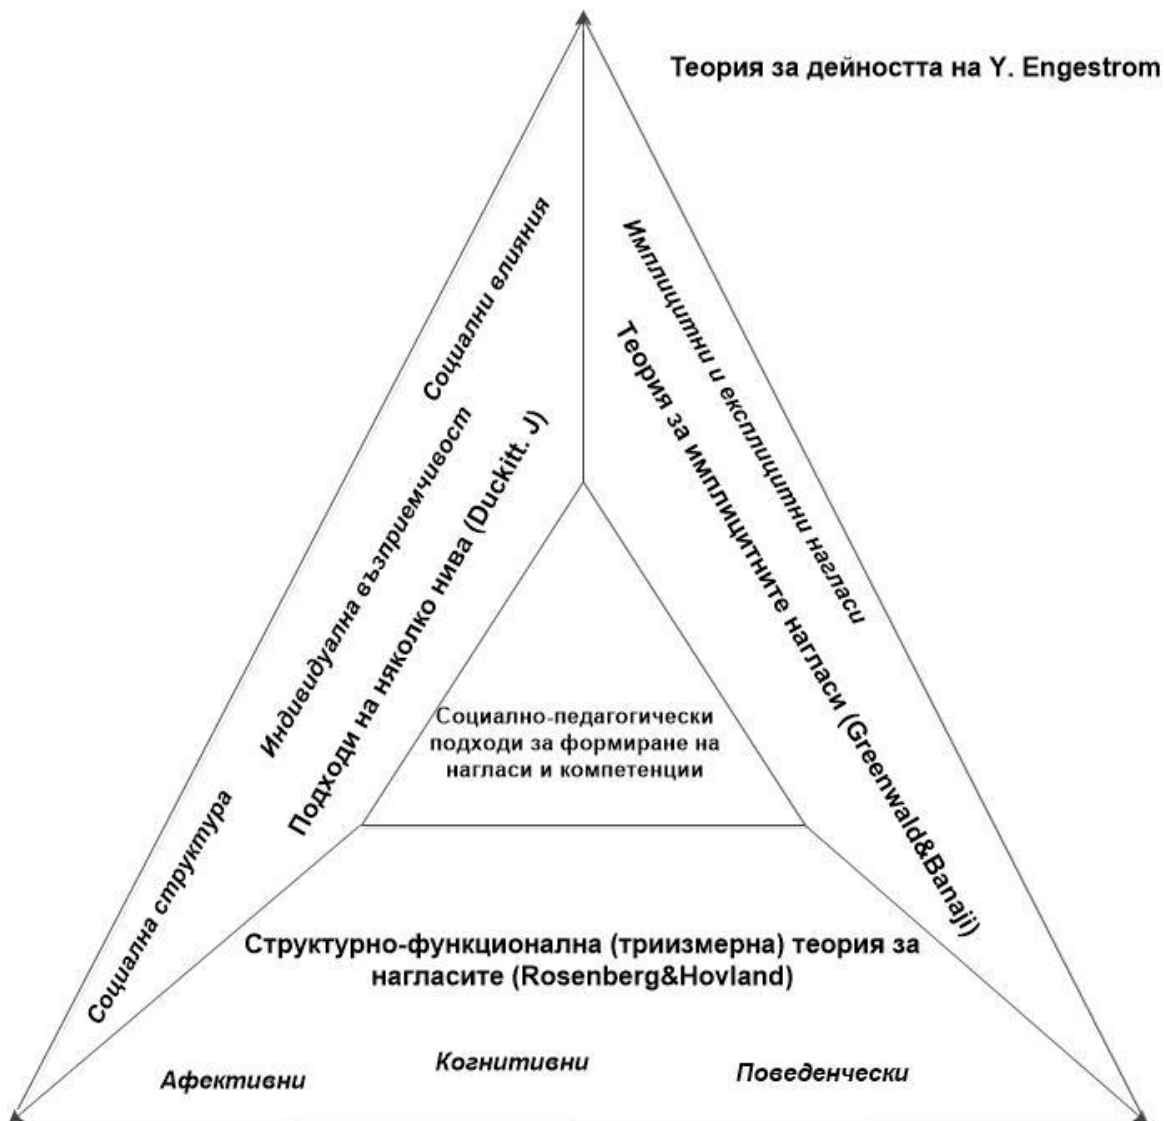 Теория за дейността на Y. Engestrom
Социални влияния
Индивидуална възприемчивост
Социална структура
Подходи на няколко нива (Duckitt. J)
Имплицитни и експлицитни нагласи
Теория за имплицитните нагласи (Greenwald&Banaji)
Социално-педагогически
подходи за формиране на
нагласи и компетенции
Структурно-функционална (триизмерна) теория за
нагласите (Rosenberg&Hovland)
Афективни
Когнитивни
Поведенчески